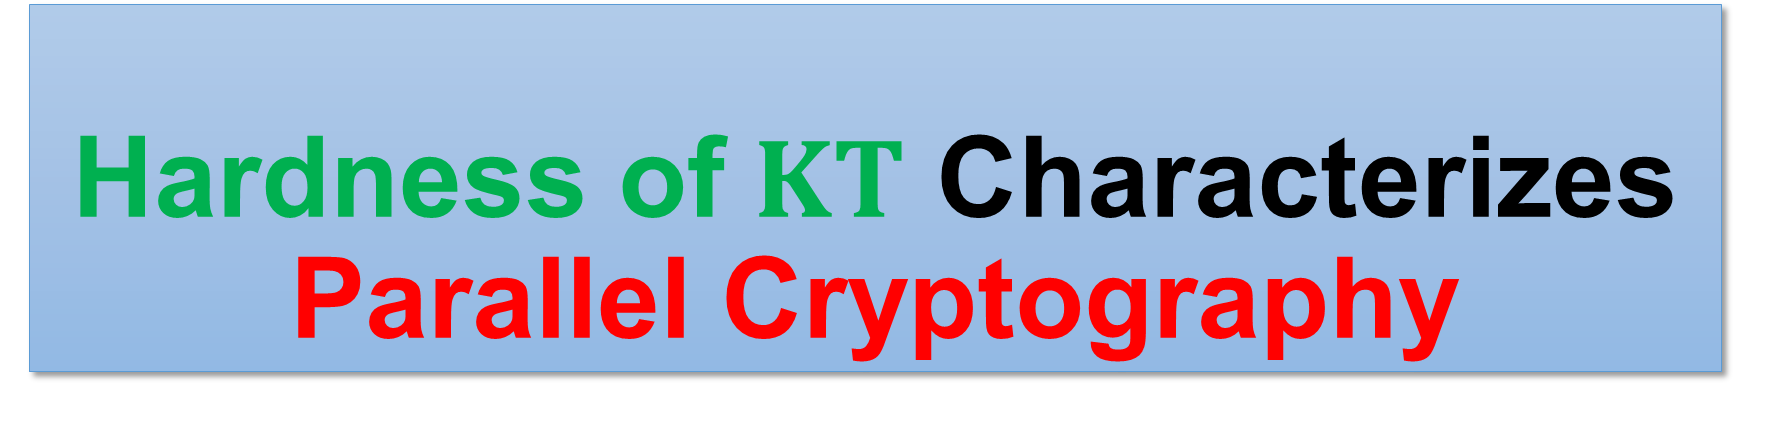 Hardness of KT Characterizes
Parallel Cryptography